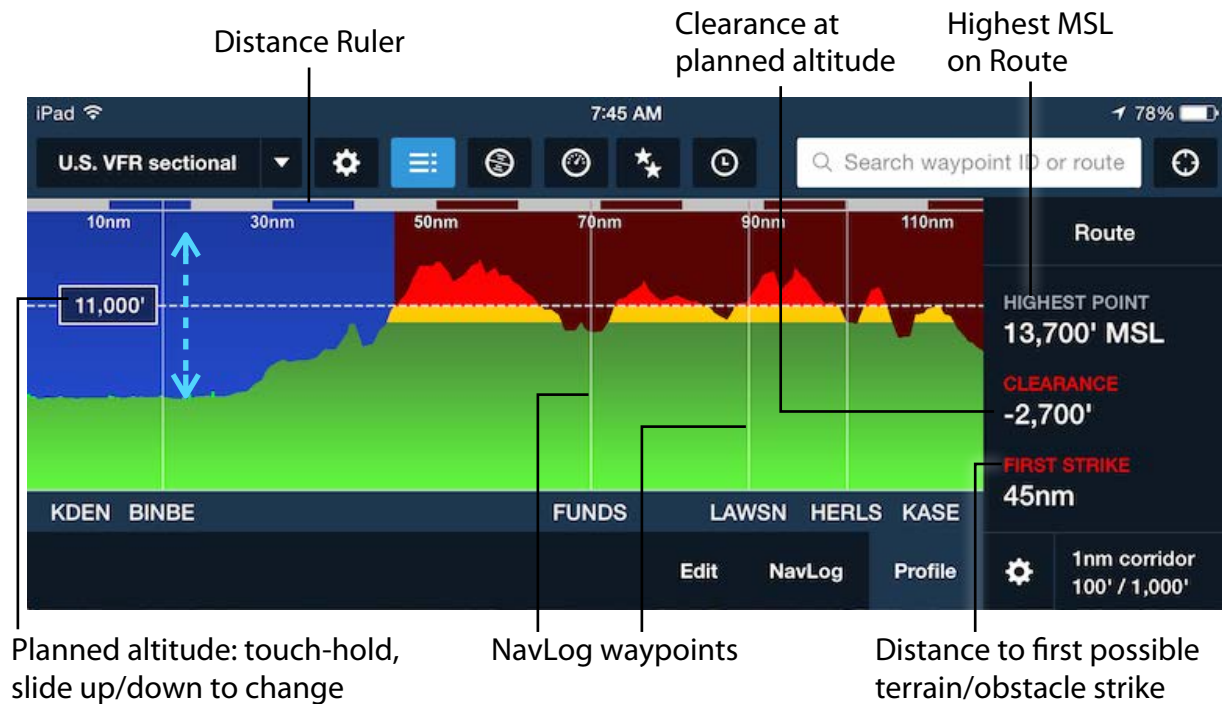 Distance Ruler
Clearance at
planned altitude
Highest MSL
on Route
iPad 7:45 AM 78%
U.S. VFR sectional Search waypoint ID or route
10nm 30nm 50nm 70nm 90nm 110nm
Route
11,000'
HIGHEST POINT
13,700' MSL
CLEARANCE
-2,700'
FIRST STRIKE
45nm
KDEN BINBE FUNDS LAWSN HERLS KASE
Edit NavLog Profile
1nm corridor
100' / 1,000'
Planned altitude: touch-hold,
slide up/down to change
NavLog waypoints
Distance to first possible
terrain/obstacle strike